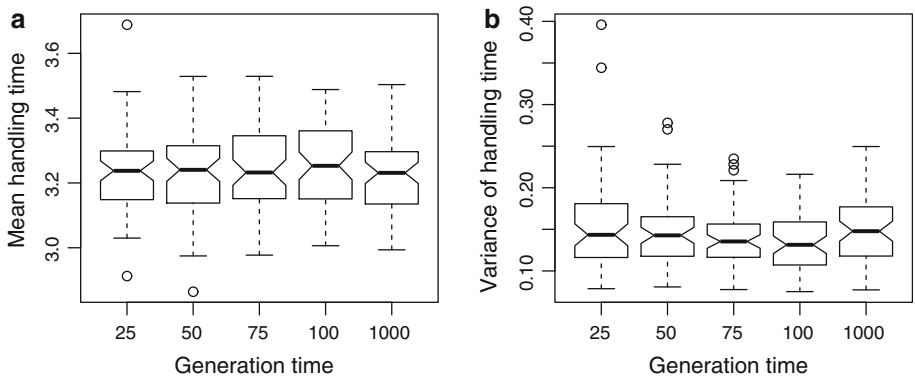 a
Mean handling time
3.6
3.4
3.2
3.0
25 50 75 100 1000
Generation time
b
Variance of handling time
0.40
0.30
0.20
0.10
25 50 75 100 1000
Generation time